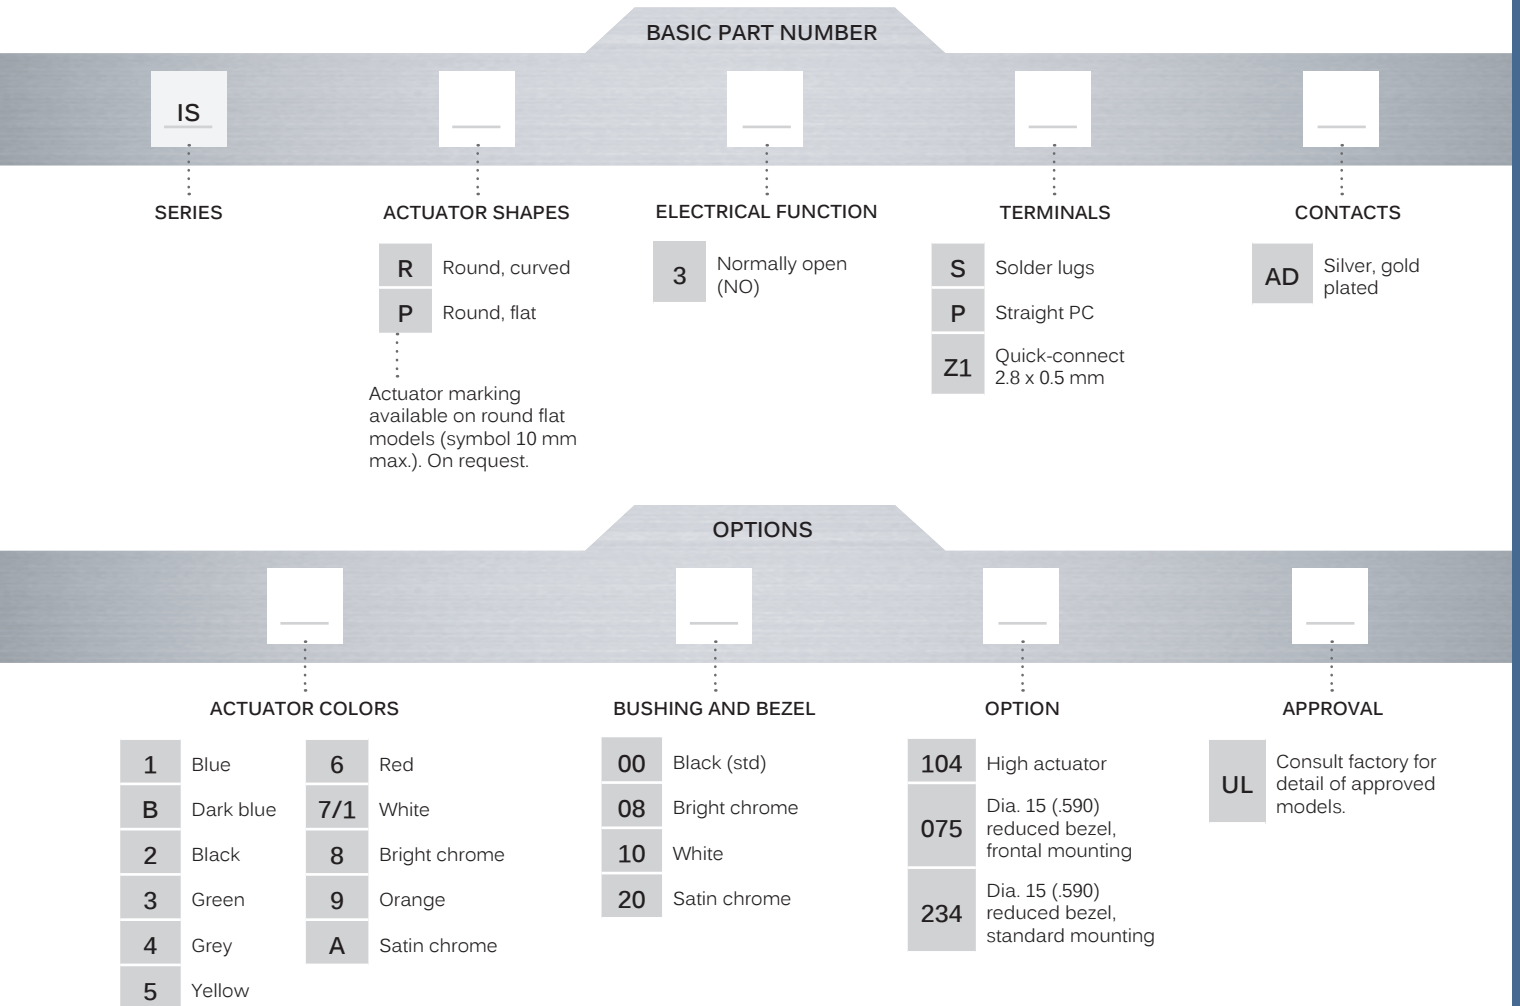 BASIC PART NUMBER
IS
SERIES
ACTUATOR SHAPES
R Round, curved
P Round, flat
Actuator marking
available on round flat
models (symbol 10 mm
max.). On request.
ELECTRICAL FUNCTION
3 Normally open
(NO)
TERMINALS
S Solder lugs
P Straight PC
Z1 Quick-connect
2.8 x 0.5 mm
CONTACTS
AD Silver, gold
plated
OPTIONS
ACTUATOR COLORS
1 Blue
B Dark blue
2 Black
3 Green
4 Grey
5 Yellow
6 Red
7/1 White
8 Bright chrome
9 Orange
A Satin chrome
BUSHING AND BEZEL
00 Black (std)
08 Bright chrome
10 White
20 Satin chrome
OPTION
104 High actuator
075 Dia. 15 (.590)
reduced bezel,
frontal mounting
234 Dia. 15 (.590)
reduced bezel,
standard mounting
APPROVAL
UL Consult factory for
detail of approved
models.